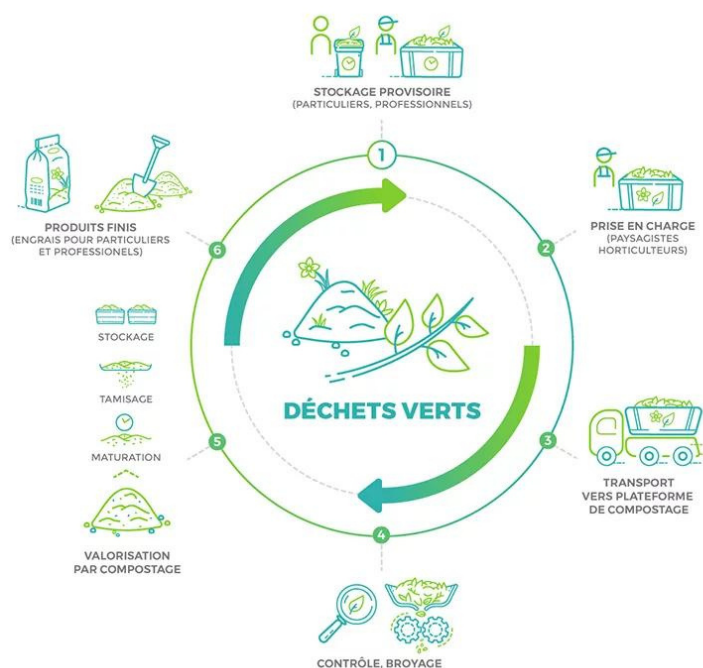 STOCKAGE PROVISOIRE
(PARTICULIERS, PROFESSIONNELS)
1
2
PRISE EN CHARGE
(PAYSAGISTES
HORTICULTEURS)
3
TRANSPORT
VERS PLATEFORME
DE COMPOSTAGE
4
CONTRÔLE, BROYAGE
5
STOCKAGE
TAMISAGE
MATURATION
VALORISATION
PAR COMPOSTAGE
6
PRODUITS FINIS
(ENGRAIS POUR PARTICULIERS
ET PROFESSIONELS)
DÉCHETS VERTS